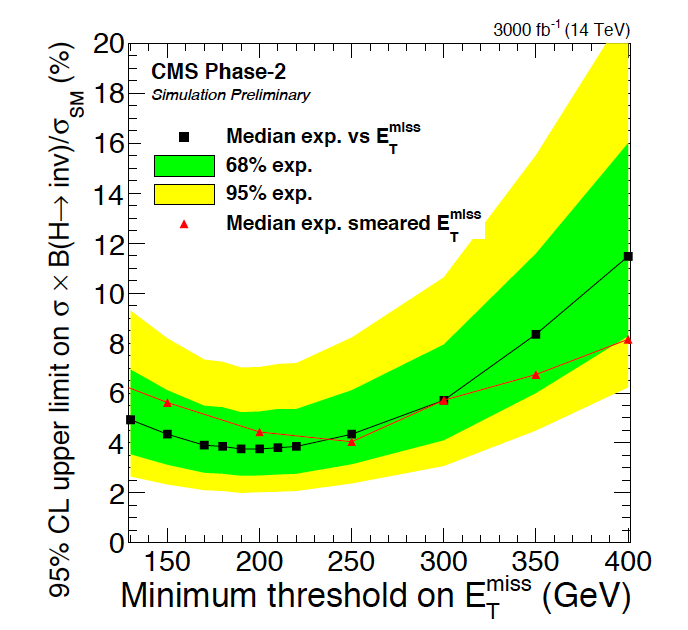 3000 fb⁻¹ (14 TeV)
CMS Phase-2
Simulation Preliminary
Median exp. vs E_T^miss
68% exp.
95% exp.
Median exp. smeared E_T^miss
95% CL upper limit on σ × B(H→ inv)/σ_SM (%)
20
18
16
14
12
10
8
6
4
2
0
150 200 250 300 350 400
Minimum threshold on E_T^miss (GeV)